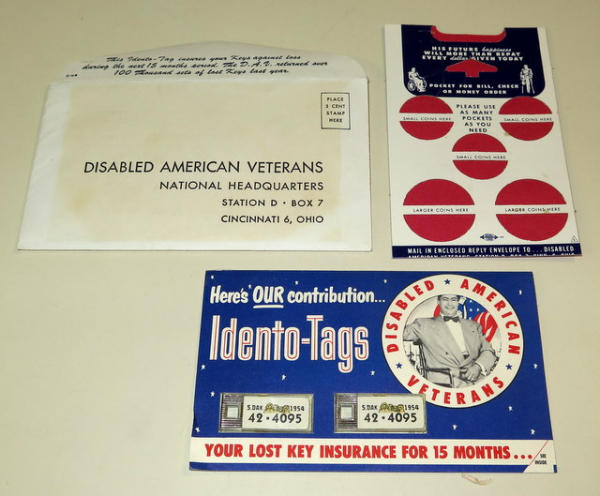 This Idento-Tag insures your Keys against loss
during the next 15 months period. The D.A.V. returned over
100 Thousand sets of lost Keys last year.
PLACE
3 CENT
STAMP
HERE
DISABLED AMERICAN VETERANS
NATIONAL HEADQUARTERS
STATION D · BOX 7
CINCINNATI 6, OHIO
HIS FUTURE happiness
WILL MORE THAN REPAY
EVERY dollar GIVEN TODAY
POCKET FOR BILL, CHECK
OR MONEY ORDER
SMALL COINS HERE
PLEASE USE
AS MANY
POCKETS
AS YOU
NEED
SMALL COINS HERE
SMALL COINS HERE
LARGER COINS HERE
LARGER COINS HERE
MAIL IN ENCLOSED REPLY ENVELOPE TO... DISABLED
AMERICAN VETERANS, STATION D, BOX 7, CINN. 6, OHIO
Here's OUR contribution...
Idento-Tags
DISABLED AMERICAN
VETERANS
S.DAK 1954
42·4095
S.DAK 1954
42·4095
YOUR LOST KEY INSURANCE FOR 15 MONTHS...
SEE
INSIDE